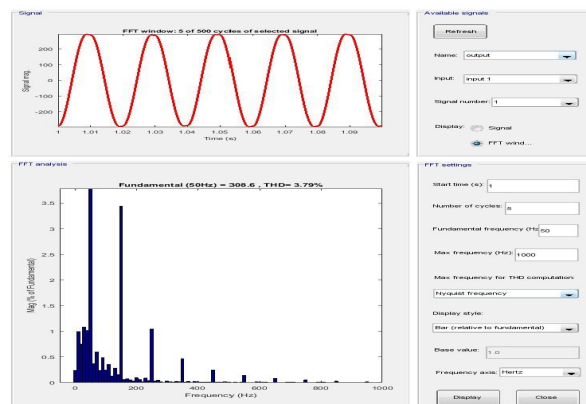 Signal
FFT window: 5 of 500 cycles of selected signal
200
0
-200
Signal mag.
1
1.01
1.02
1.03
1.04
1.05
1.06
1.07
1.08
1.09
Time (s)
FFT analysis
Fundamental (50Hz) = 308.6 , THD= 3.79%
3.5
3
2.5
2
1.5
1
0.5
0
Mag (% of Fundamental)
0
200
400
600
800
1000
Frequency (Hz)
Available signals
Refresh
Name: output
Input: input 1
Signal number: 1
Display: Signal
FFT wind...
FFT settings
Start time (s): 1
Number of cycles: 5
Fundamental frequency (Hz 50
Max frequency (Hz): 1000
Max frequency for THD computation:
Nyquist frequency
Display style:
Bar (relative to fundamental)
Base value: 1.0
Frequency axis: Hertz
Display
Close